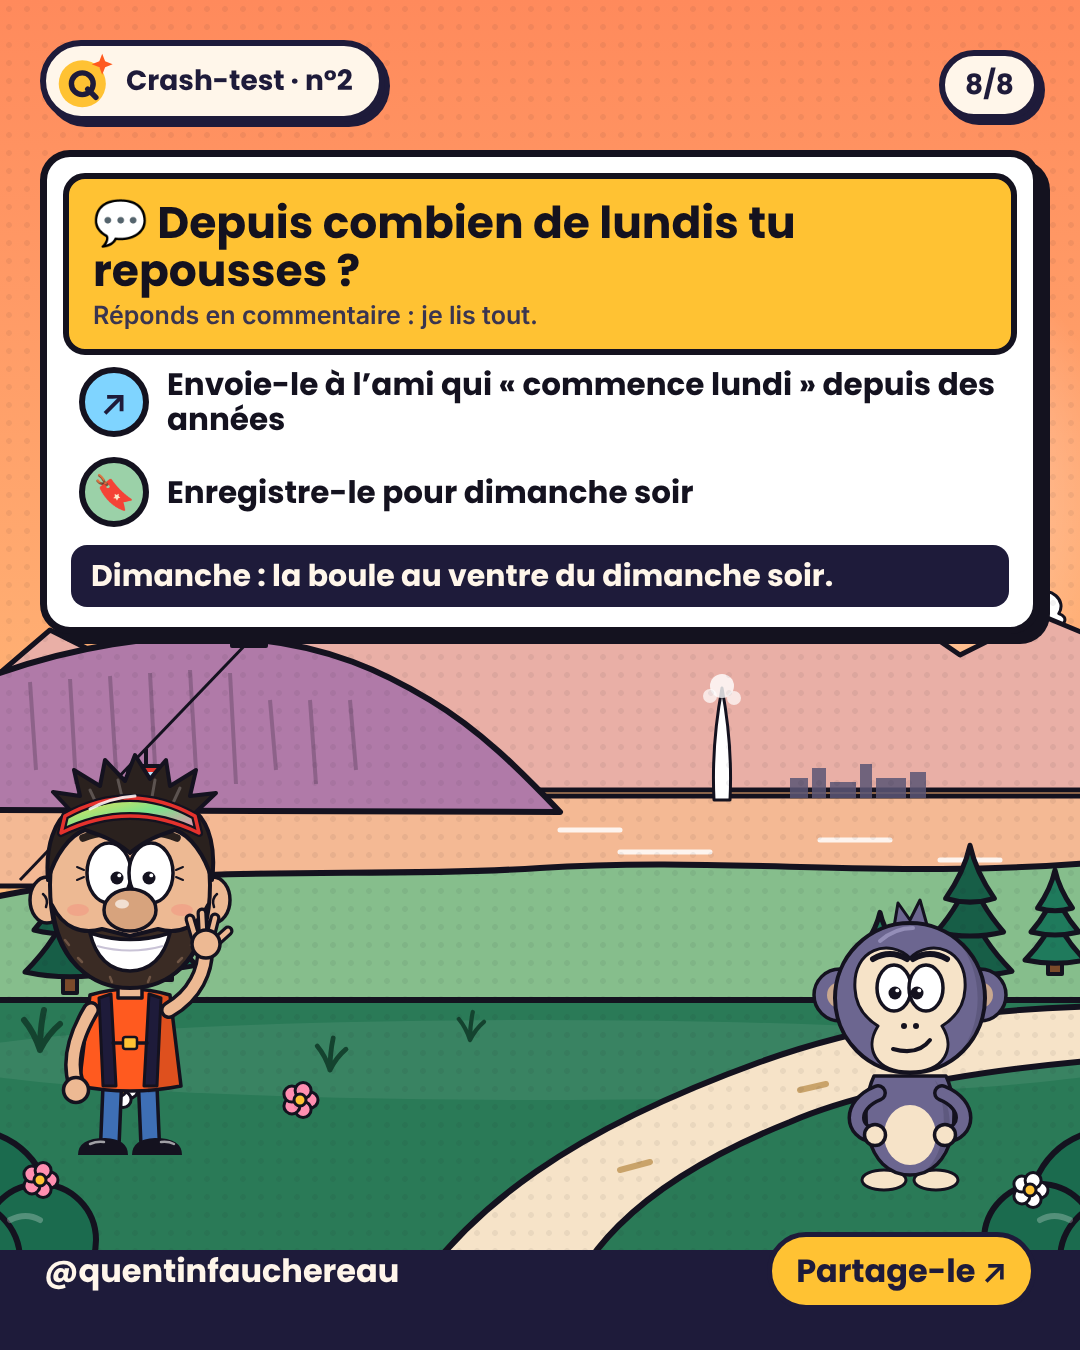 Q Crash-test · n°2
8/8
💬 Depuis combien de lundis tu
repousses ?
Réponds en commentaire : je lis tout.
↗ Envoie-le à l’ami qui « commence lundi » depuis des
années
🔖 Enregistre-le pour dimanche soir
Dimanche : la boule au ventre du dimanche soir.
@quentinfauchereau
Partage-le ↗